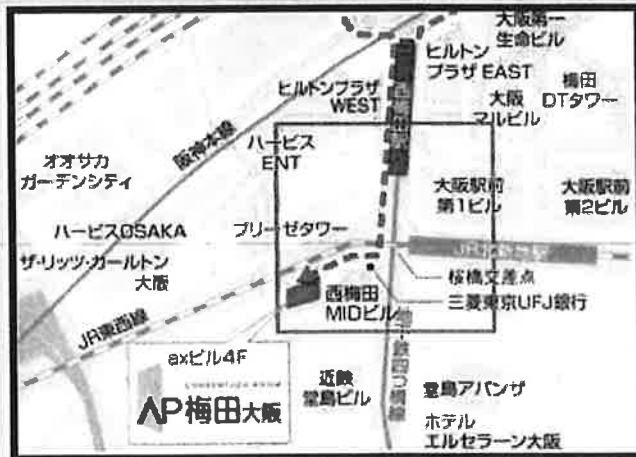 大阪第一
生命ビル
ヒルトン
プラザ EAST
ヒルトンプラザ
WEST
梅田
DTタワー
大阪
マルビル
阪神本線
ハービス
ENT
オオサカ
ガーデンシティ
大阪駅前
第1ビル
大阪駅前
第2ビル
ハービスOSAKA
ブリーゼタワー
ザ・リッツ・カールトン
大阪
桜橋交差点
三菱東京UFJ銀行
西梅田
MIDビル
JR東西線
地下鉄四つ橋線
axビル4F
AP梅田大阪
近畿
堂島ビル
堂島アバンザ
ホテル
エルセラーン大阪